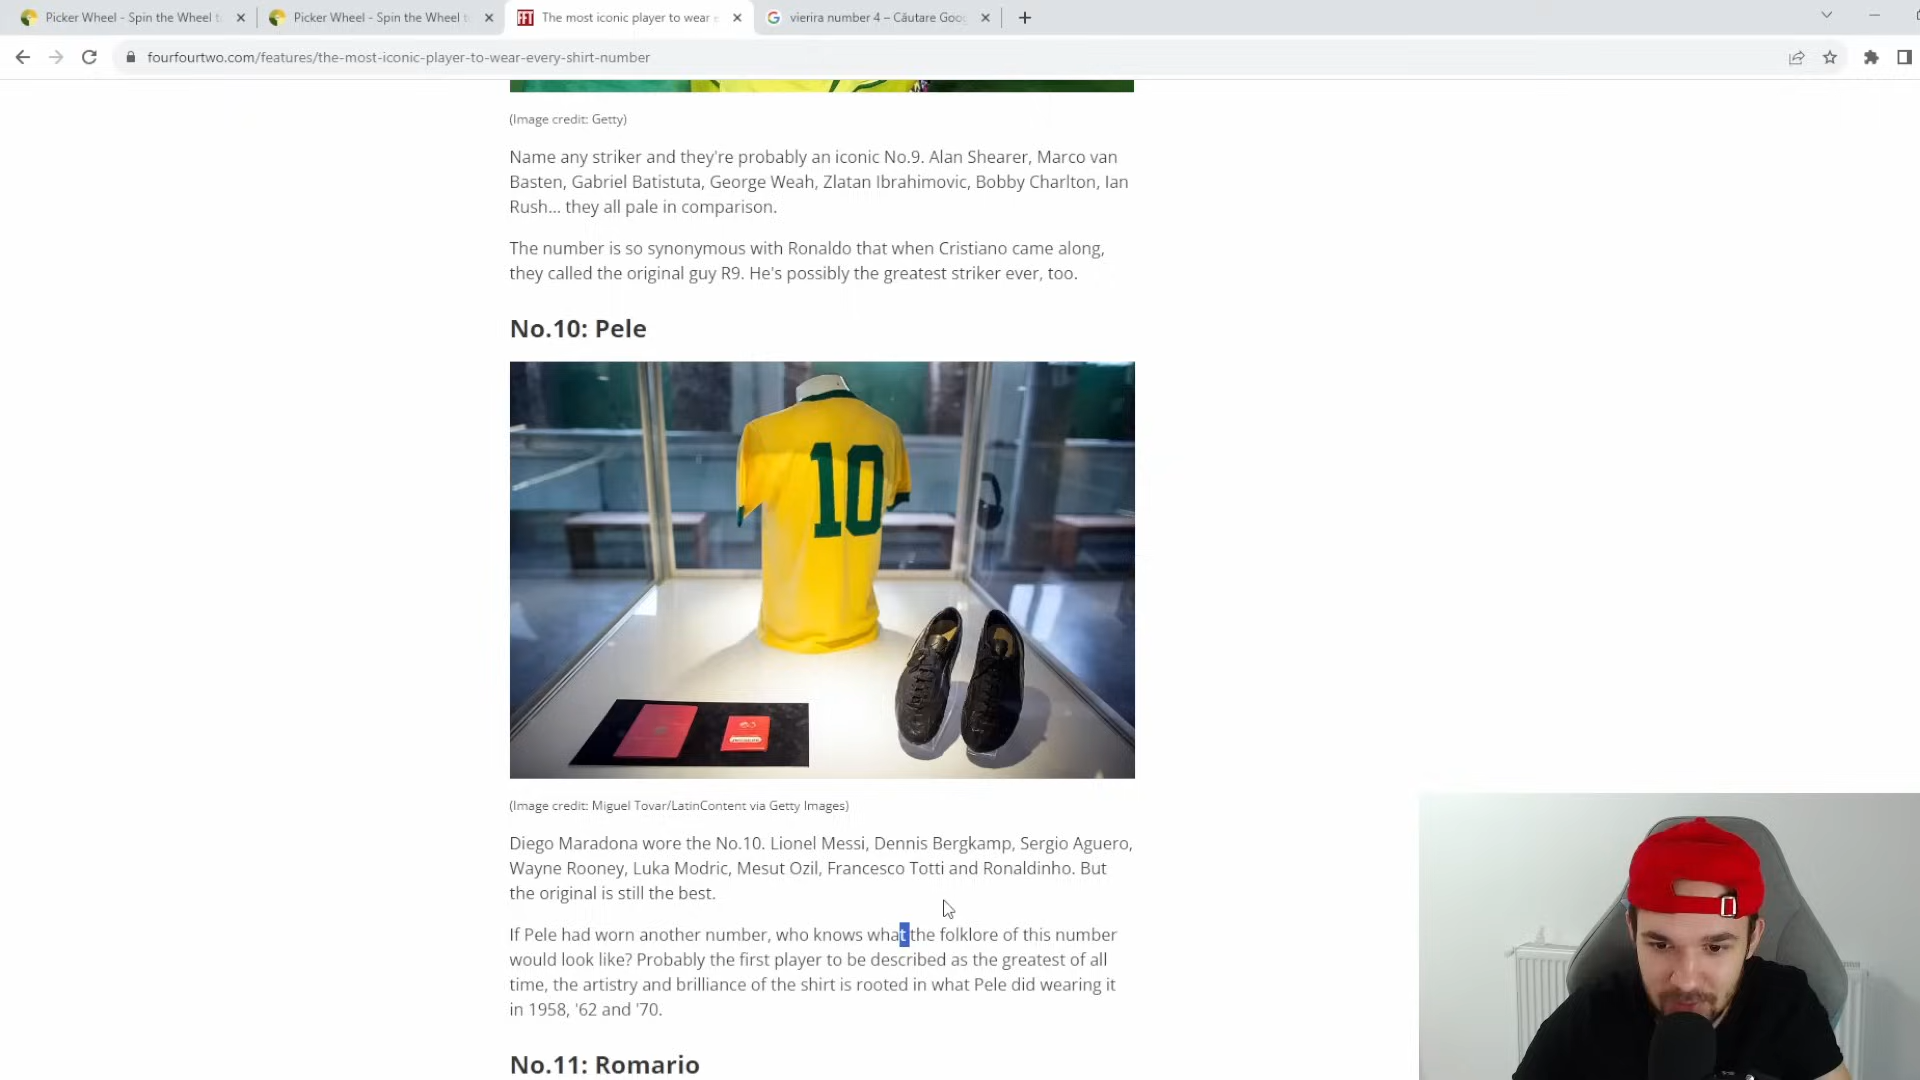 Picker Wheel - Spin the Wheel t
Picker Wheel - Spin the Wheel t
FFT The most iconic player to wear e
vierira number 4 – Căutare Goo
fourfourtwo.com/features/the-most-iconic-player-to-wear-every-shirt-number
(Image credit: Getty)
Name any striker and they're probably an iconic No.9. Alan Shearer, Marco van
Basten, Gabriel Batistuta, George Weah, Zlatan Ibrahimovic, Bobby Charlton, Ian
Rush... they all pale in comparison.
The number is so synonymous with Ronaldo that when Cristiano came along,
they called the original guy R9. He's possibly the greatest striker ever, too.
No.10: Pele
10
(Image credit: Miguel Tovar/LatinContent via Getty Images)
Diego Maradona wore the No.10. Lionel Messi, Dennis Bergkamp, Sergio Aguero,
Wayne Rooney, Luka Modric, Mesut Ozil, Francesco Totti and Ronaldinho. But
the original is still the best.
If Pele had worn another number, who knows what the folklore of this number
would look like? Probably the first player to be described as the greatest of all
time, the artistry and brilliance of the shirt is rooted in what Pele did wearing it
in 1958, '62 and '70.
No.11: Romario